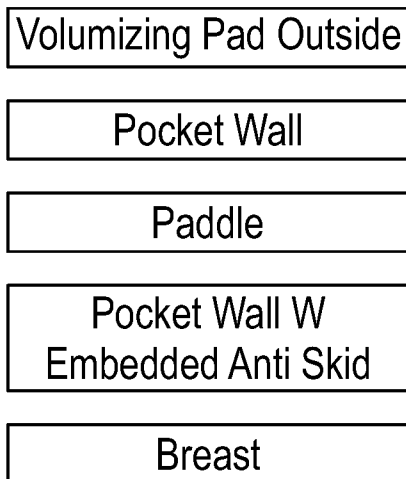 Volumizing Pad Outside
Pocket Wall
Paddle
Pocket Wall W
Embedded Anti Skid
Breast